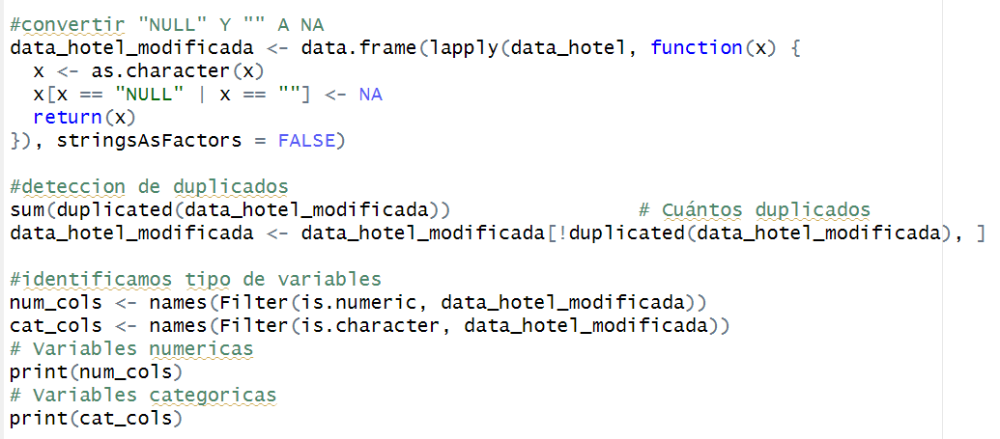 #convertir "NULL" Y "" A NA
data_hotel_modificada <- data.frame(lapply(data_hotel, function(x) {
  x <- as.character(x)
  x[x == "NULL" | x == ""] <- NA
  return(x)
}), stringsAsFactors = FALSE)

#deteccion de duplicados
sum(duplicated(data_hotel_modificada))                # Cuántos duplicados
data_hotel_modificada <- data_hotel_modificada[!duplicated(data_hotel_modificada), ]

#identificamos tipo de variables
num_cols <- names(Filter(is.numeric, data_hotel_modificada))
cat_cols <- names(Filter(is.character, data_hotel_modificada))
# Variables numericas
print(num_cols)
# Variables categoricas
print(cat_cols)